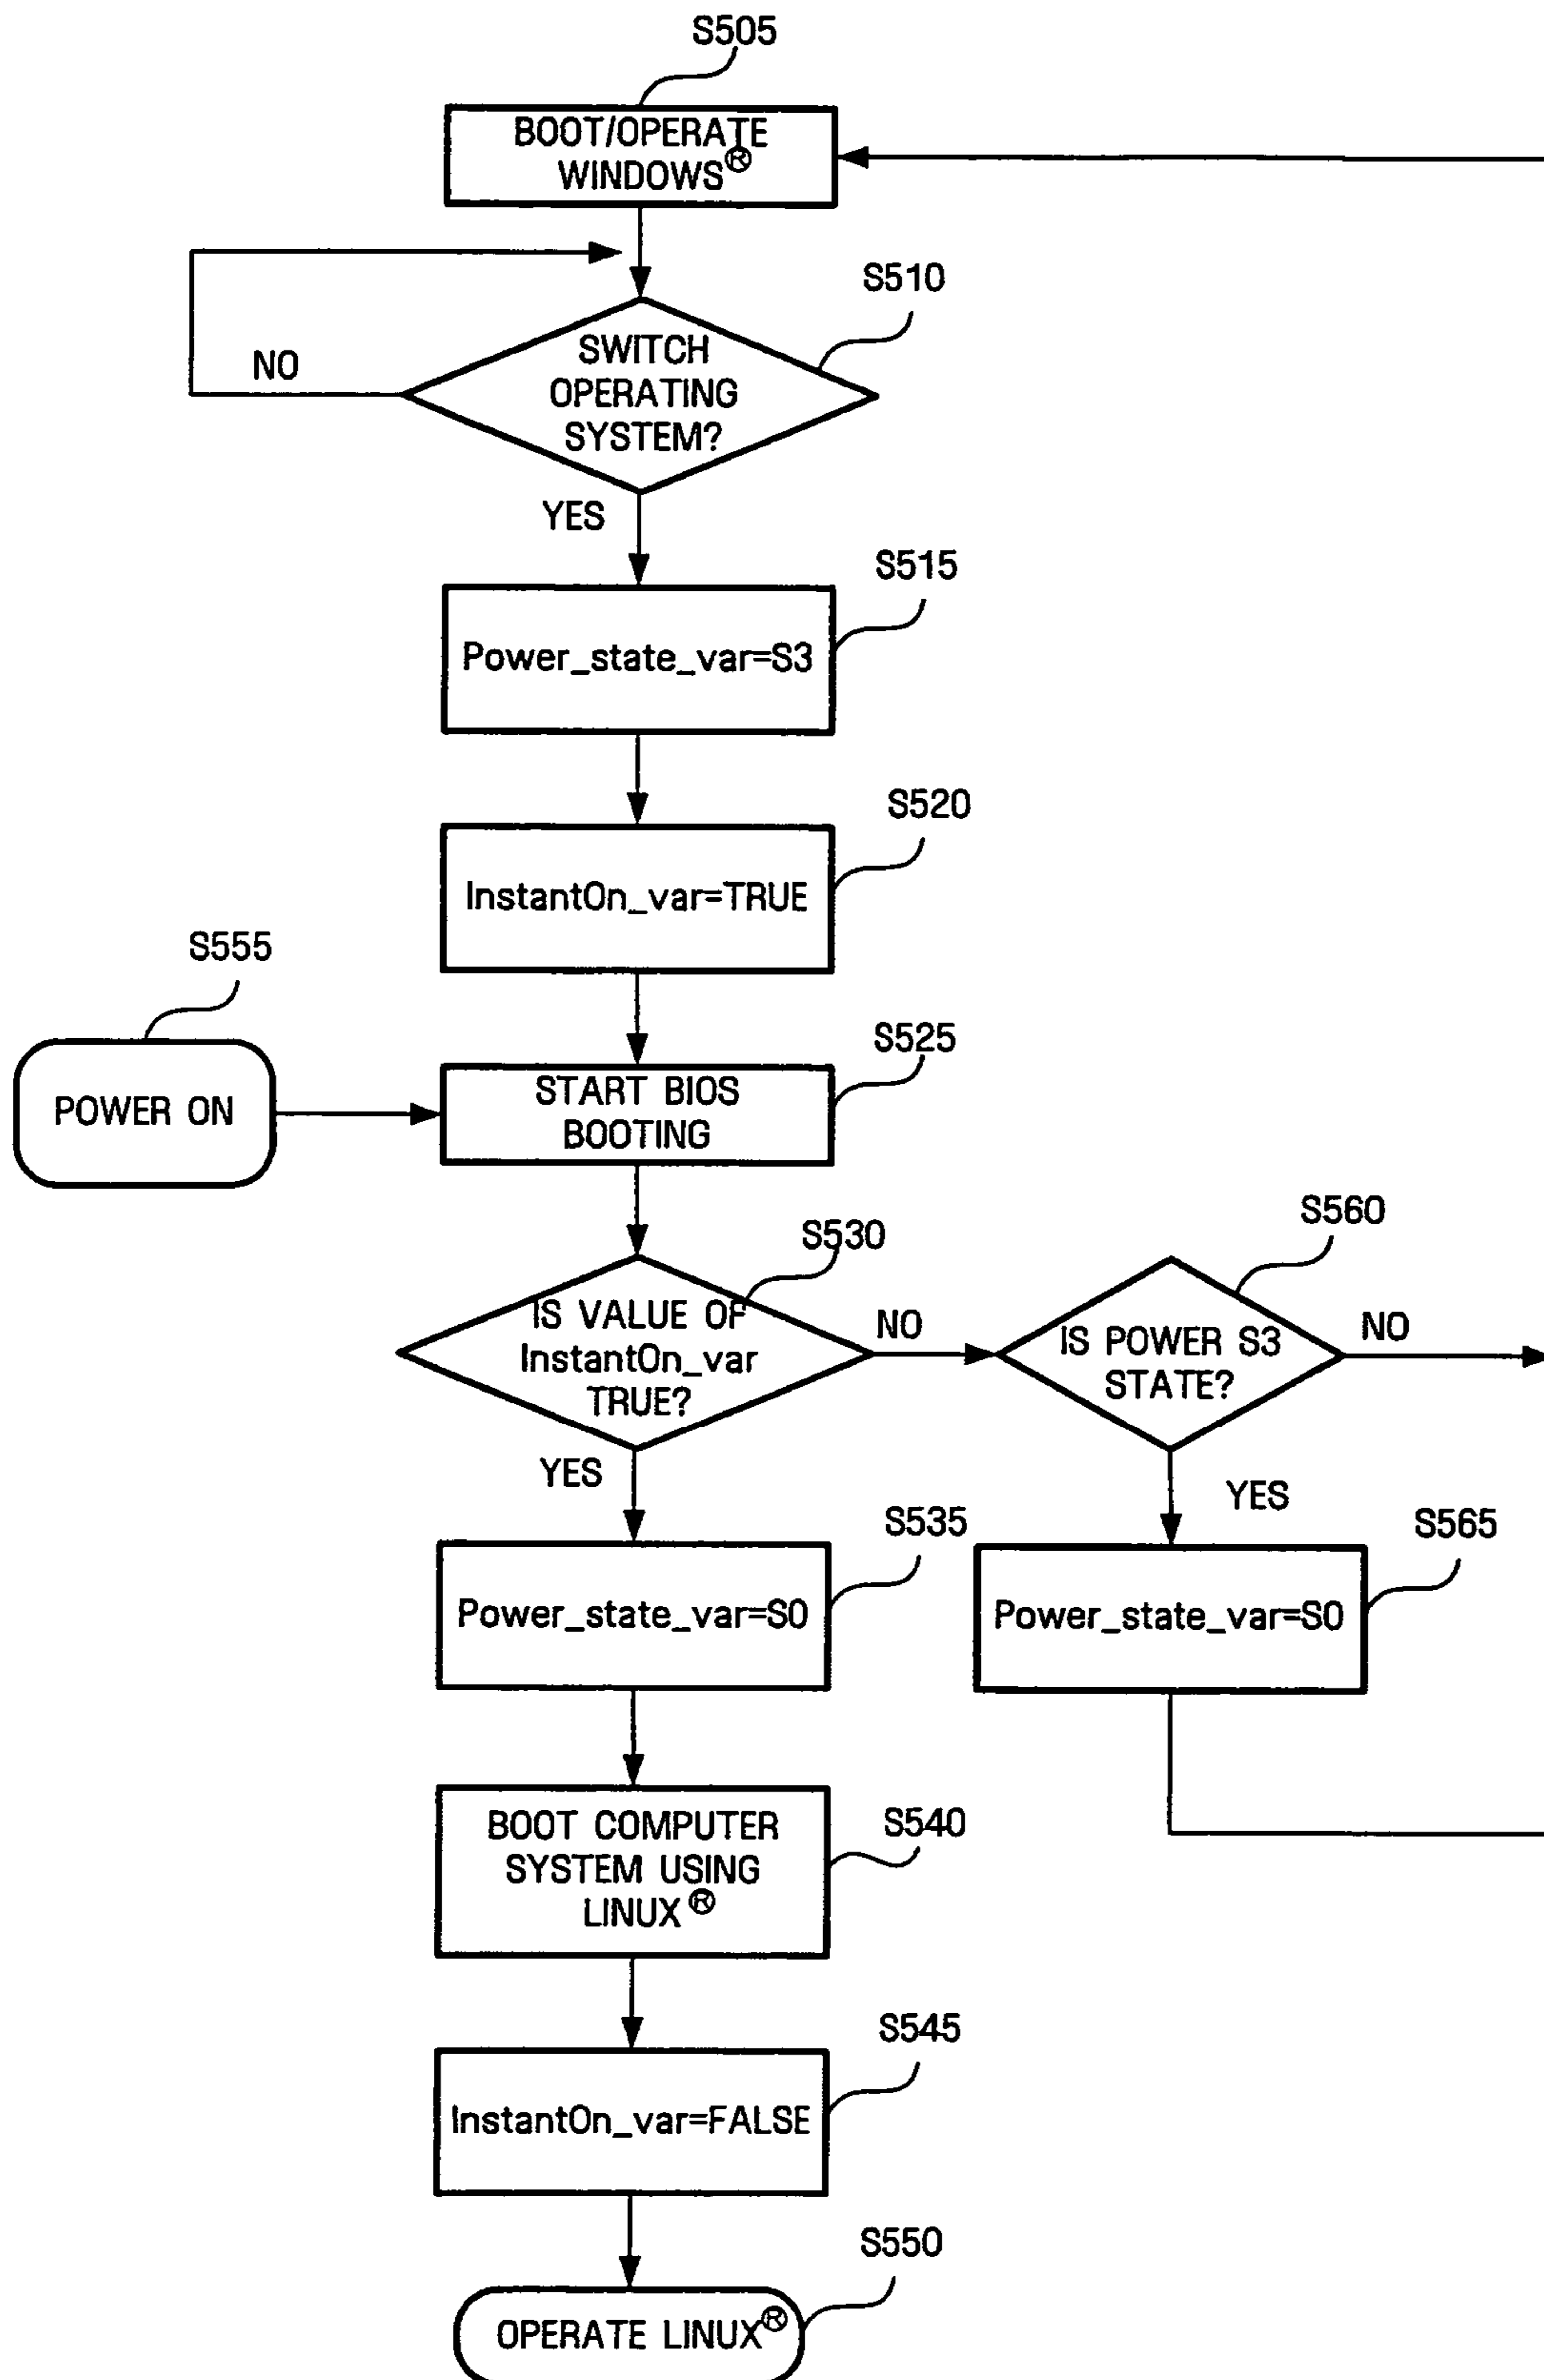 S505
BOOT/OPERATE
WINDOWS®
S510
SWITCH
OPERATING
SYSTEM?
NO
YES
S515
Power_state_var=S3
S520
InstantOn_var=TRUE
S555
POWER ON
S525
START BIOS
BOOTING
S530
IS VALUE OF
InstantOn_var
TRUE?
NO
S560
IS POWER S3
STATE?
NO
YES
YES
S535
Power_state_var=S0
S565
Power_state_var=S0
S540
BOOT COMPUTER
SYSTEM USING
LINUX®
S545
InstantOn_var=FALSE
S550
OPERATE LINUX®